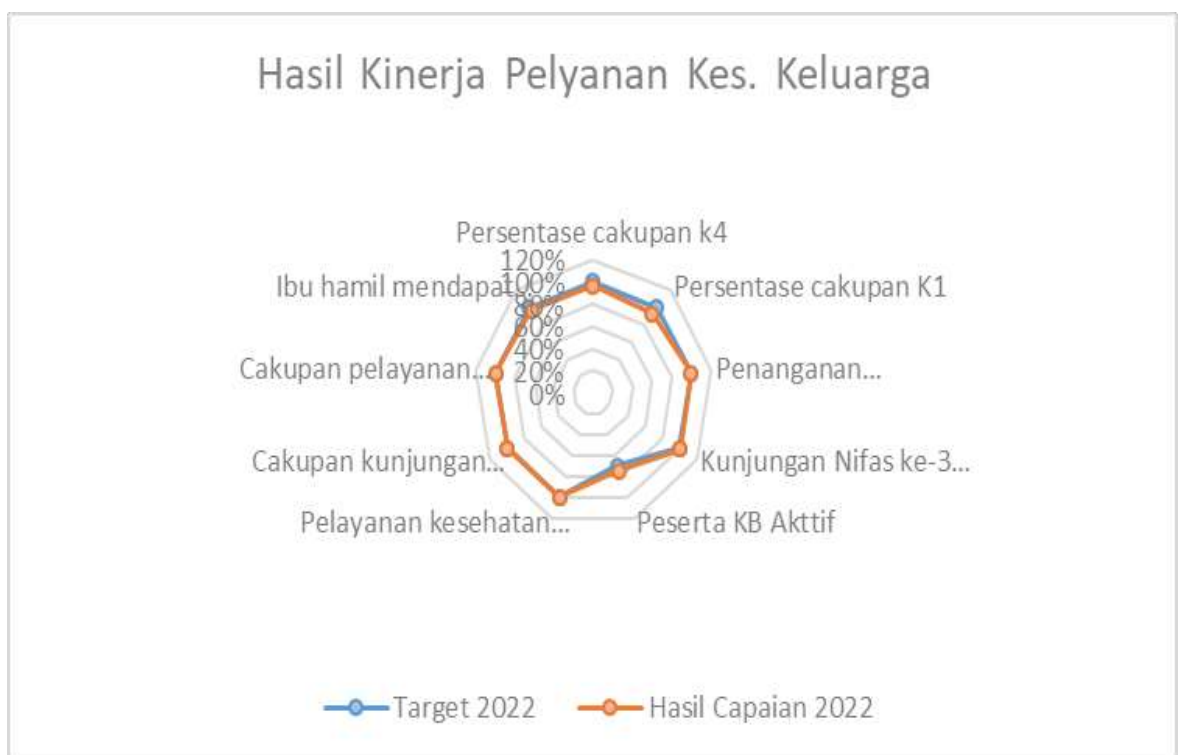 Hasil Kinerja Pelyanan Kes. Keluarga
Persentase cakupan k4
120%
100%
80%
60%
40%
20%
0%
Persentase cakupan K1
Penanganan...
Kunjungan Nifas ke-3...
Peserta KB Akttif
Pelayanan kesehatan...
Cakupan kunjungan...
Cakupan pelayanan...
Ibu hamil mendapat
Target 2022
Hasil Capaian 2022